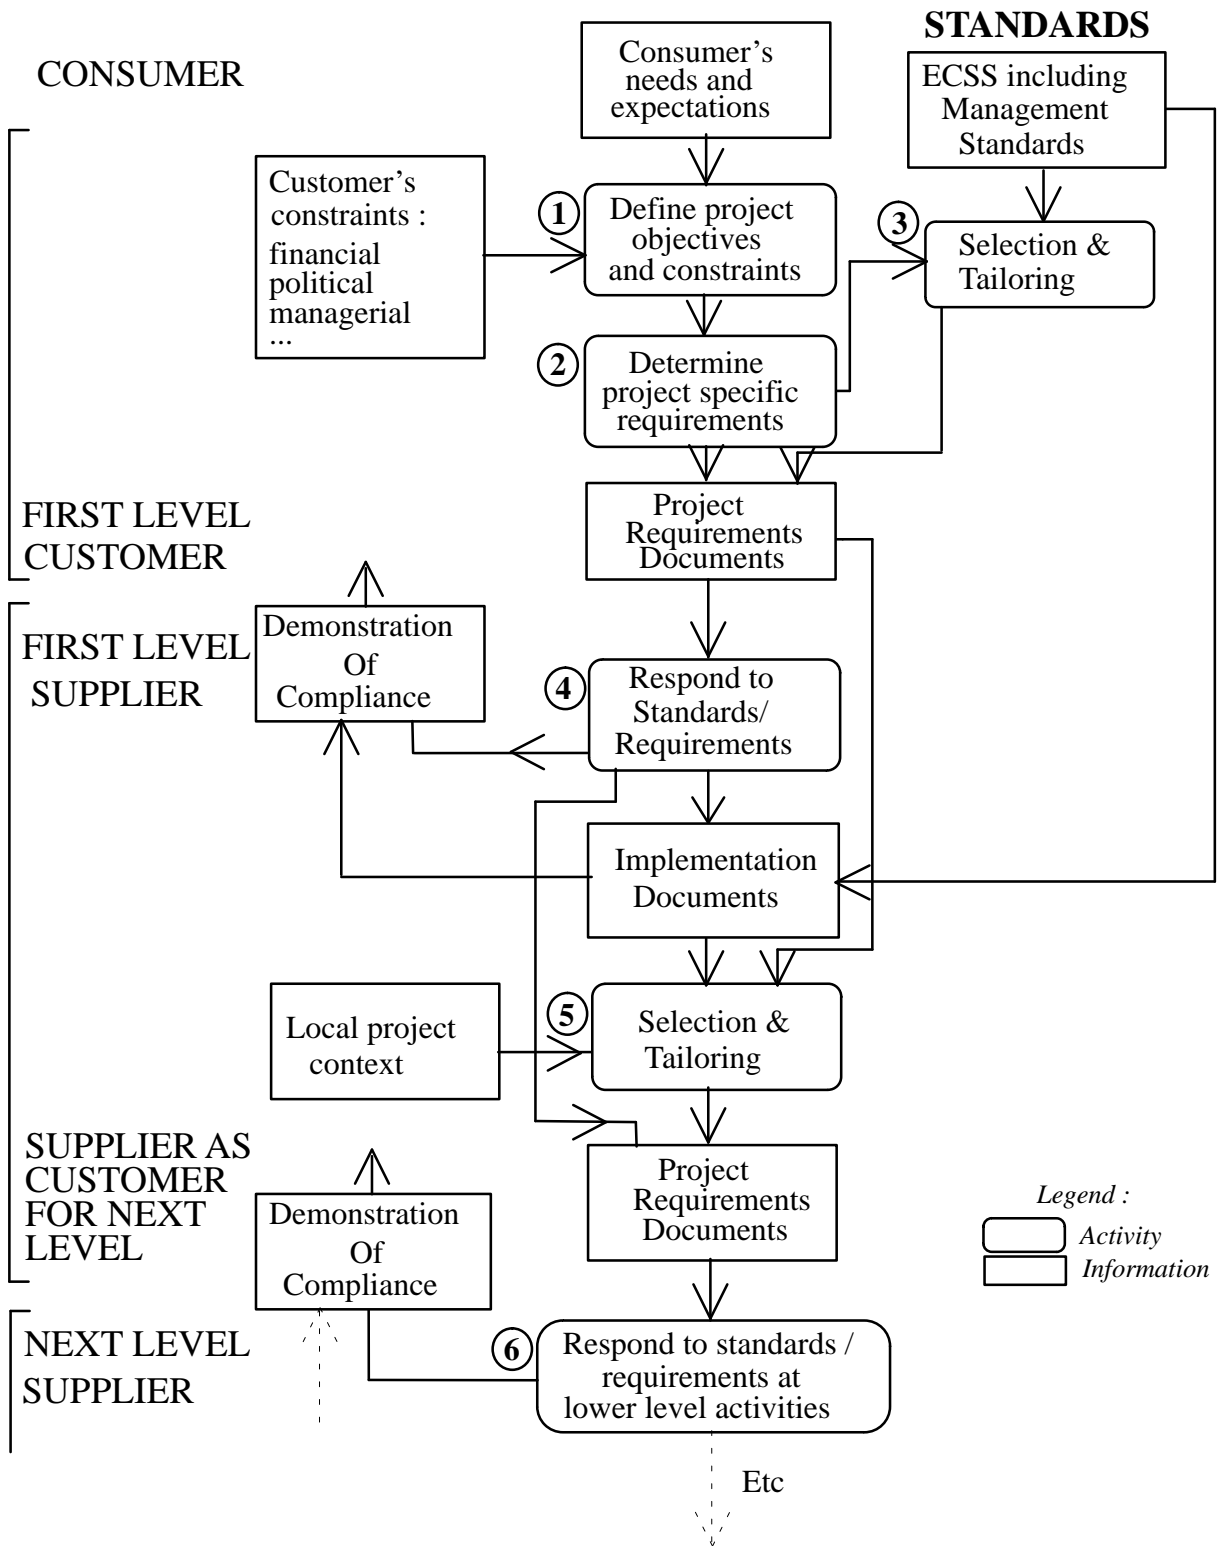 STANDARDS
CONSUMER
Consumer's
needs and
expectations
ECSS including
Management
Standards
Customer's
constraints :
financial
political
managerial
...
1
Define project
objectives
and constraints
3
Selection &
Tailoring
2
Determine
project specific
requirements
FIRST LEVEL
CUSTOMER
Project
Requirements
Documents
FIRST LEVEL
SUPPLIER
Demonstration
Of
Compliance
4
Respond to
Standards/
Requirements
Implementation
Documents
Local project
context
5
Selection &
Tailoring
SUPPLIER AS
CUSTOMER
FOR NEXT
LEVEL
Project
Requirements
Documents
Demonstration
Of
Compliance
Legend :
Activity
Information
NEXT LEVEL
SUPPLIER
6
Respond to standards /
requirements at
lower level activities
Etc